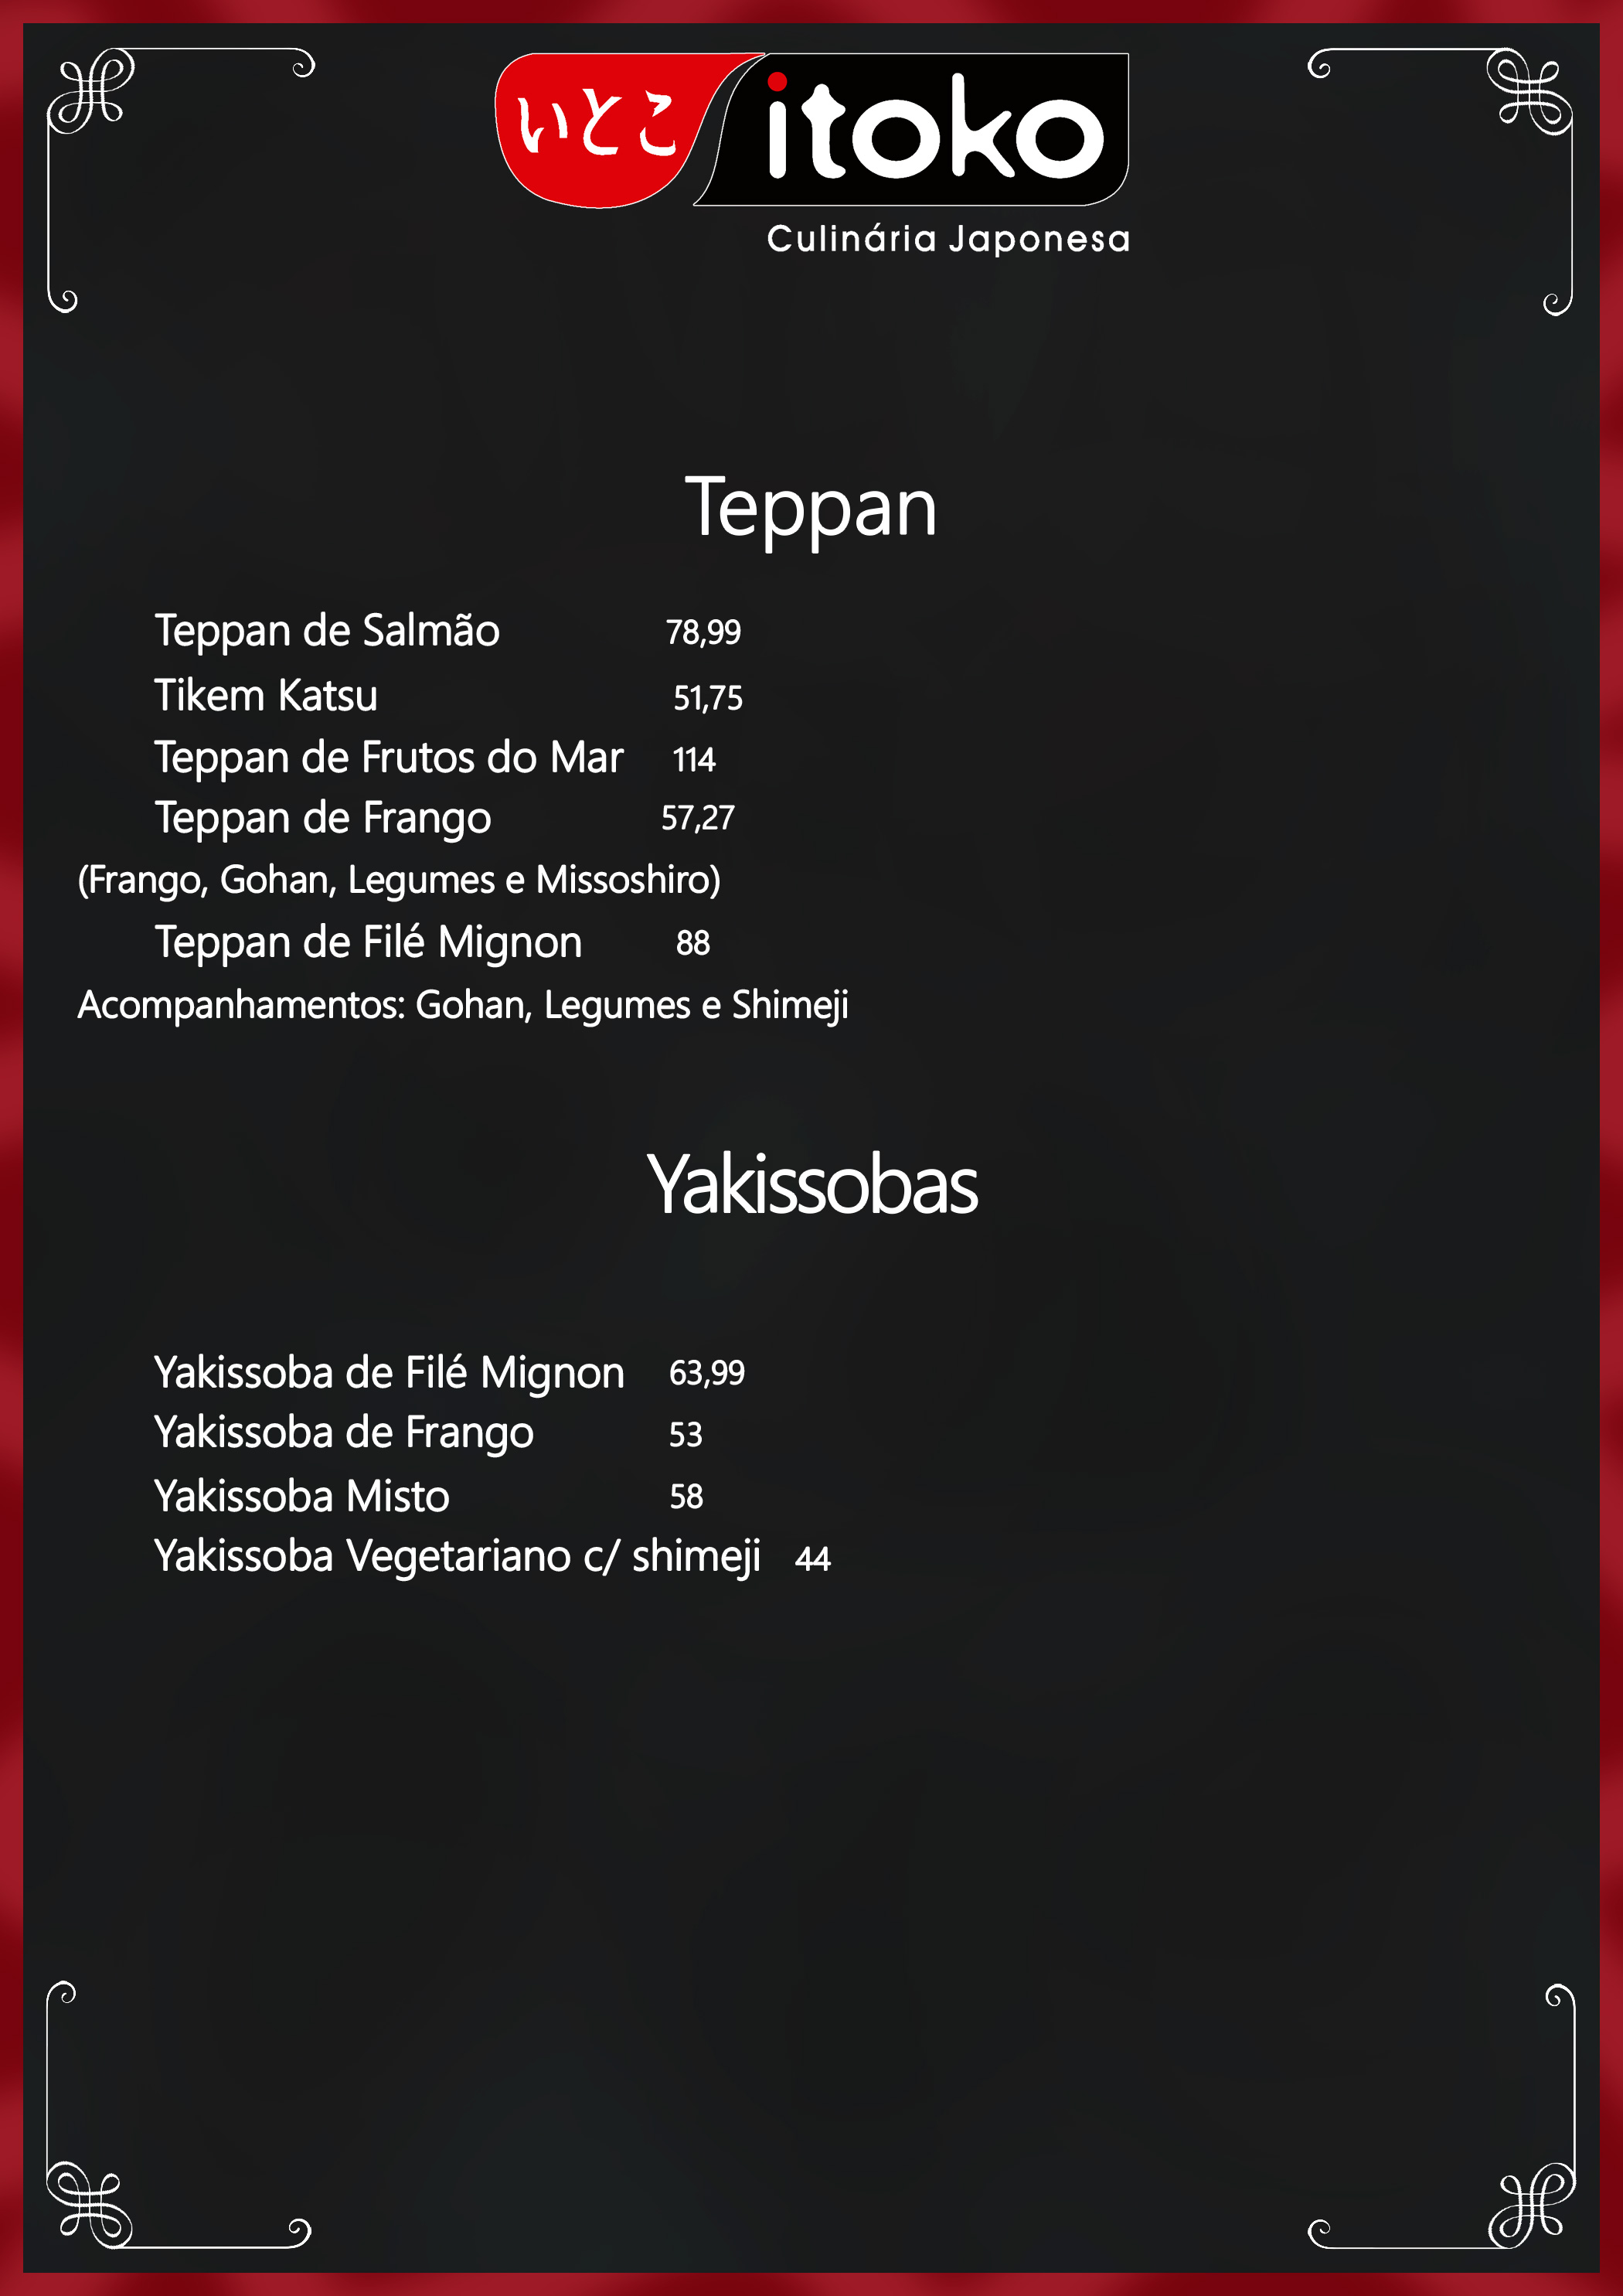 いとこ itoko
Culinária Japonesa
Teppan
Teppan de Salmão 78,99
Tikem Katsu 51,75
Teppan de Frutos do Mar 114
Teppan de Frango 57,27
(Frango, Gohan, Legumes e Missoshiro)
Teppan de Filé Mignon 88
Acompanhamentos: Gohan, Legumes e Shimeji
Yakissobas
Yakissoba de Filé Mignon 63,99
Yakissoba de Frango 53
Yakissoba Misto 58
Yakissoba Vegetariano c/ shimeji 44